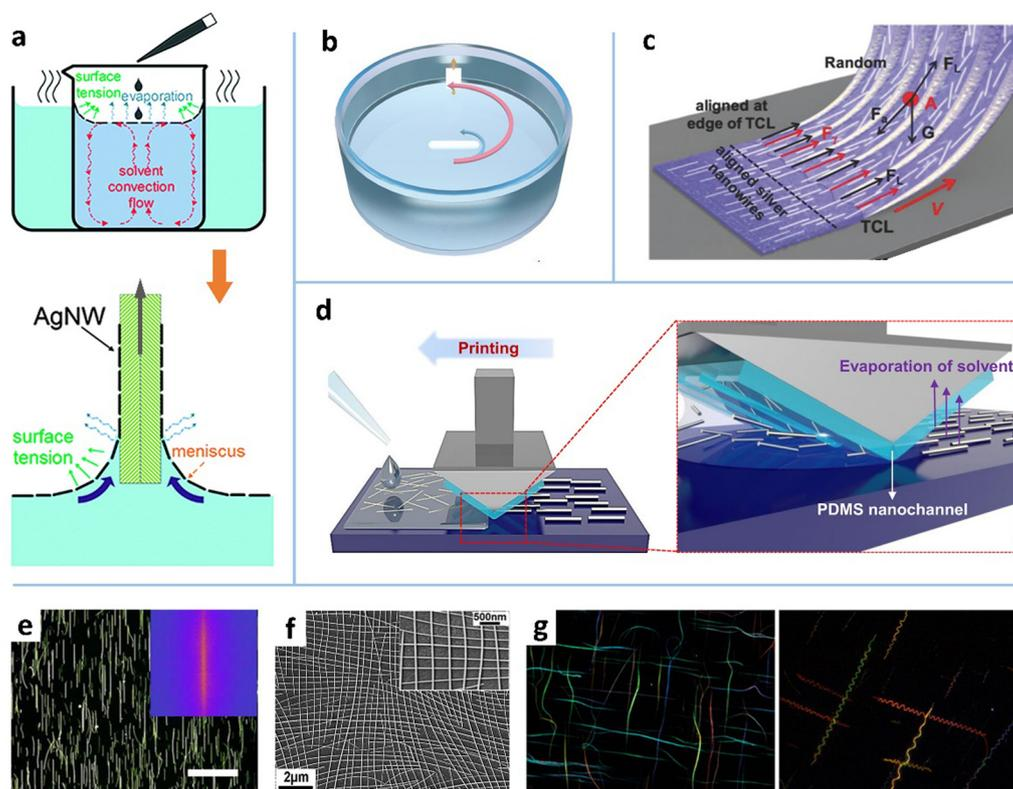 a
surface
tension
evaporation
solvent
convection
flow
AgNW
surface
tension
meniscus
b
c
Random
aligned at
edge of TCL
aligned silver
nanowires
F_L
A
F_a
G
F_r
F_L
TCL
V
d
Printing
Evaporation of solvent
PDMS nanochannel
e
f
500nm
2μm
g